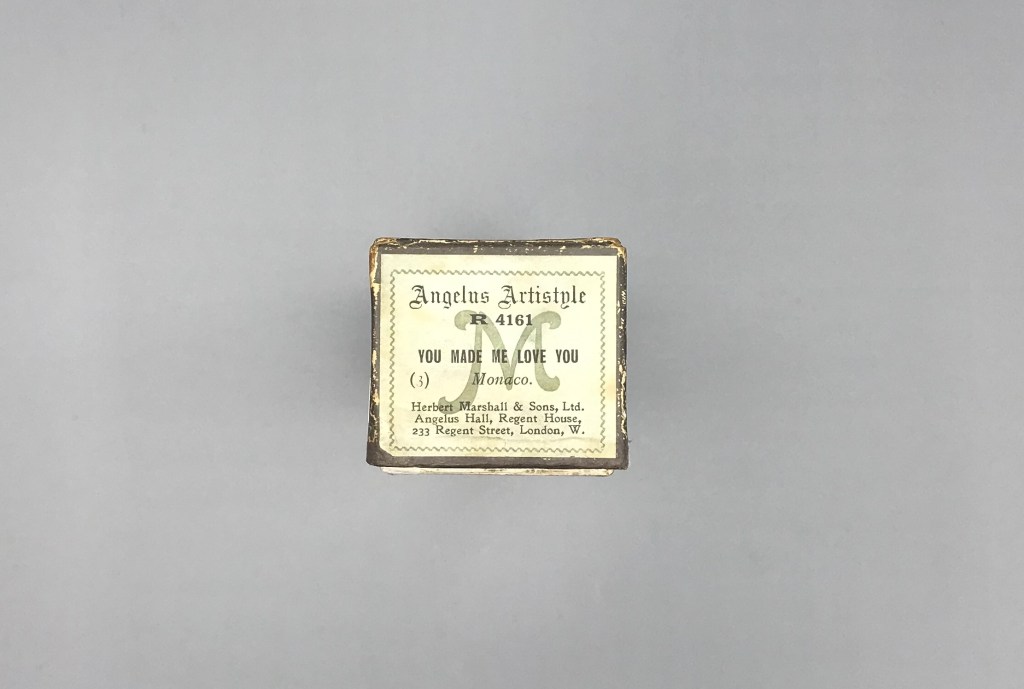 Angelus Artistyle
R 4161
YOU MADE ME LOVE YOU
(3) Monaco.
M
Herbert Marshall & Sons, Ltd.
Angelus Hall, Regent House,
233 Regent Street, London, W.